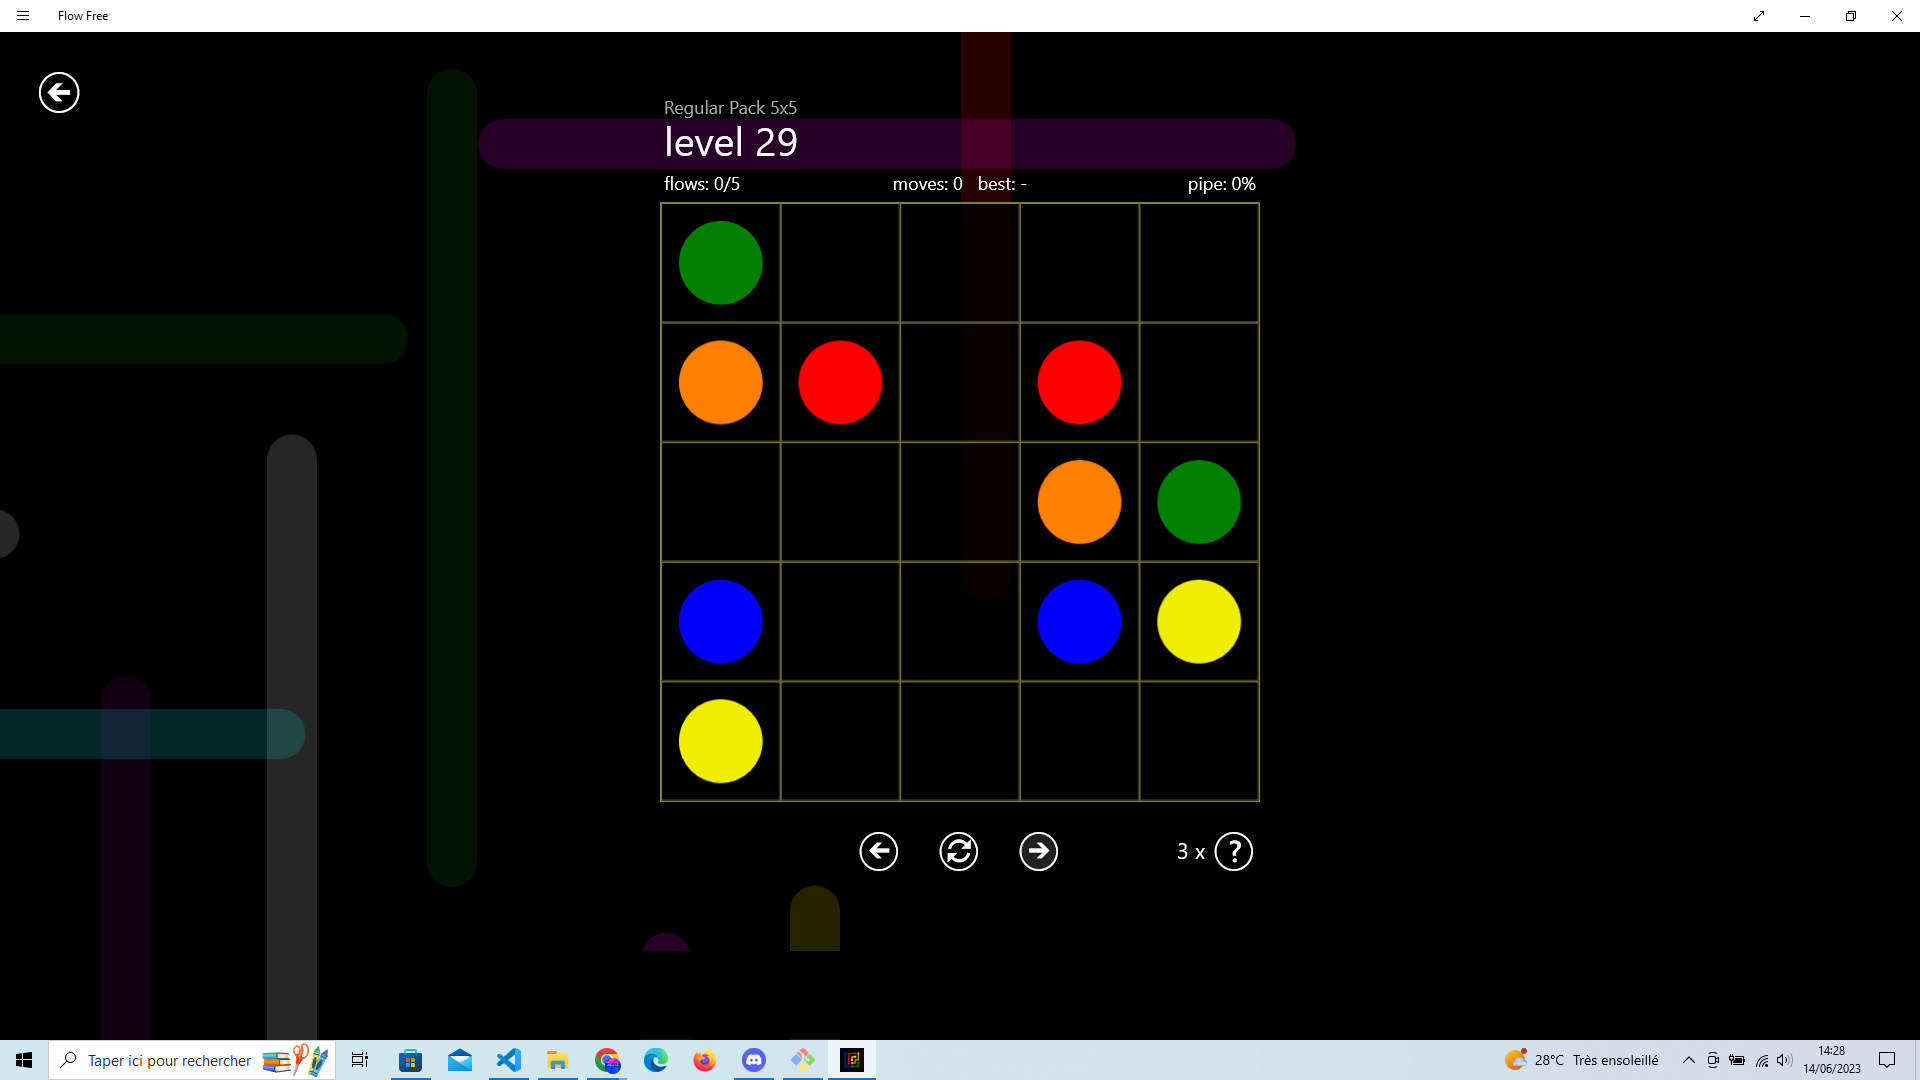 Flow Free
Regular Pack 5x5
level 29
flows: 0/5 moves: 0 best: - pipe: 0%
3 x ?
Taper ici pour rechercher
28°C Très ensoleillé
14:28
14/06/2023